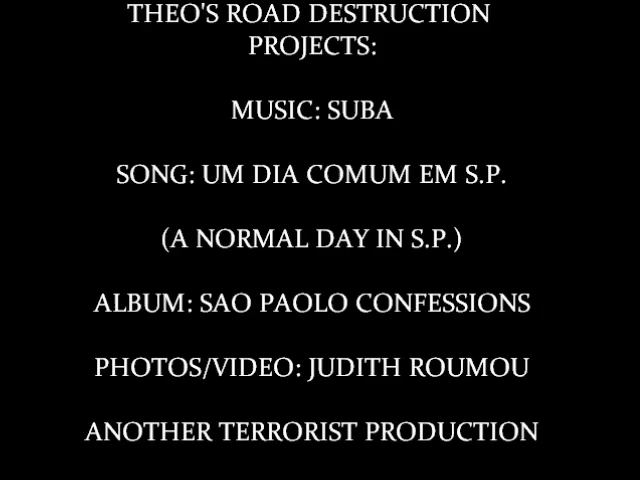 THEO'S ROAD DESTRUCTION
PROJECTS:
MUSIC: SUBA
SONG: UM DIA COMUM EM S.P.
(A NORMAL DAY IN S.P.)
ALBUM: SAO PAOLO CONFESSIONS
PHOTOS/VIDEO: JUDITH ROUMOU
ANOTHER TERRORIST PRODUCTION